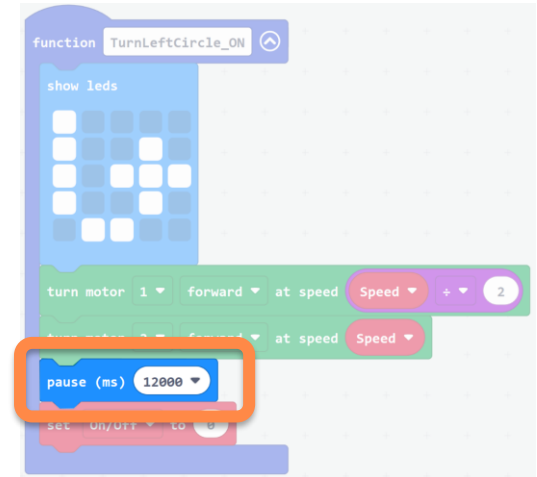 function TurnLeftCircle_ON
show leds
turn motor 1 forward at speed Speed ÷ 2
turn motor 2 forward at speed Speed
pause (ms) 12000
set On/Off to 0